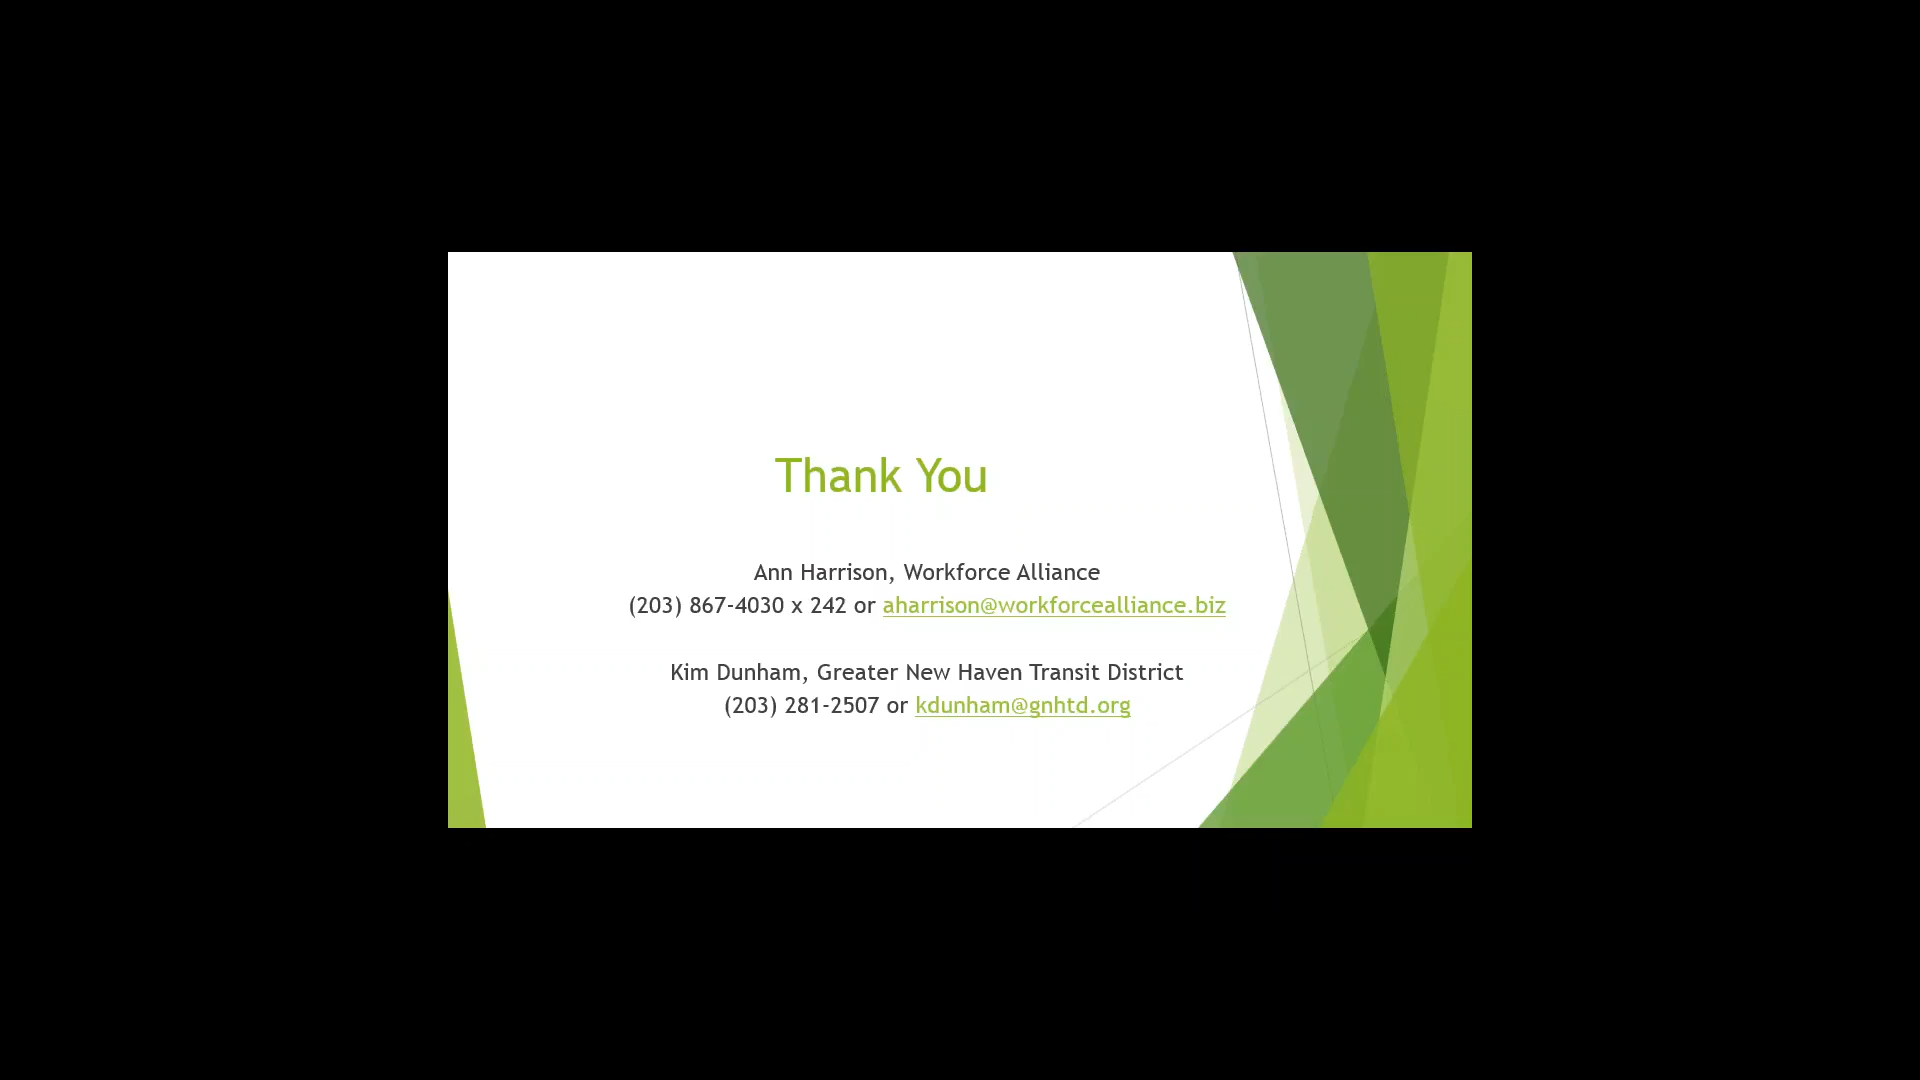 Thank You
Ann Harrison, Workforce Alliance
(203) 867-4030 x 242 or aharrison@workforcealliance.biz
Kim Dunham, Greater New Haven Transit District
(203) 281-2507 or kdunham@gnhtd.org